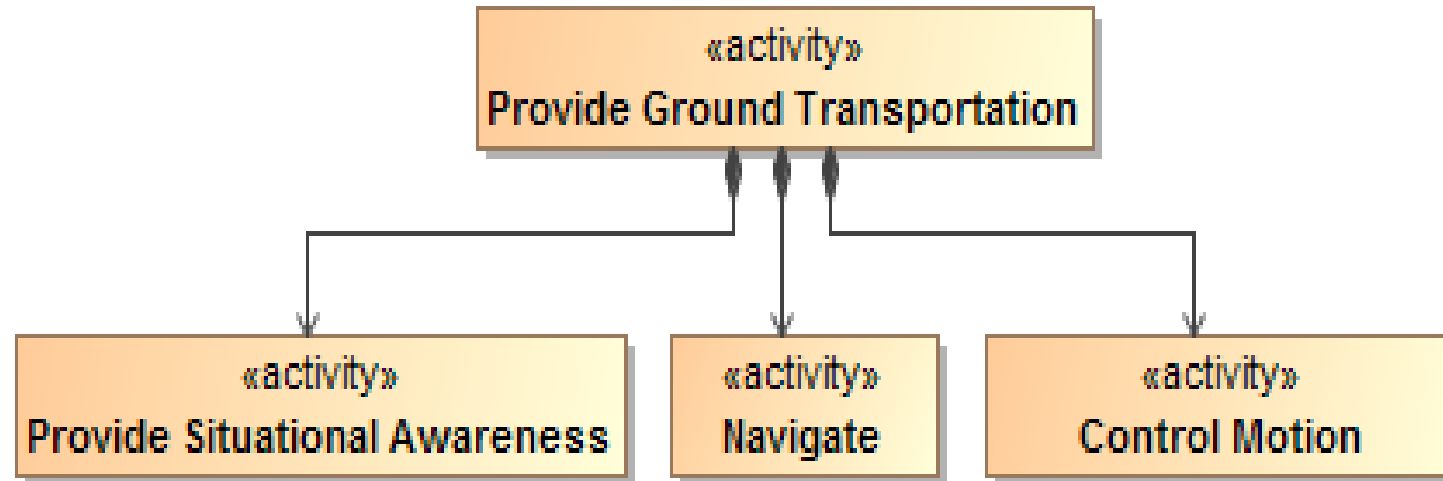 «activity»
Provide Ground Transportation
«activity»
Provide Situational Awareness
«activity»
Navigate
«activity»
Control Motion